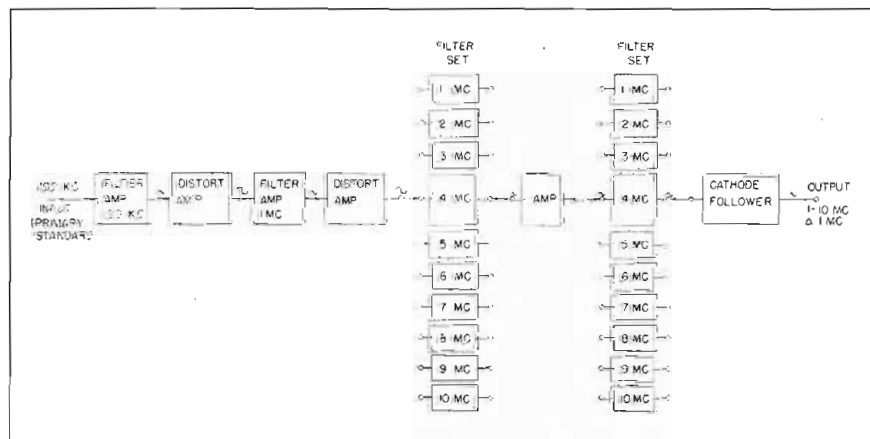 FILTER
SET
1 MC
2 MC
3 MC
4 MC
5 MC
6 MC
7 MC
8 MC
9 MC
10 MC
FILTER
SET
1 MC
2 MC
3 MC
4 MC
5 MC
6 MC
7 MC
8 MC
9 MC
10 MC
100 KC
INPUT
(PRIMARY
STANDARD)
FILTER
AMP
100 KC
DISTORT
AMP
FILTER
AMP
1 MC
DISTORT
AMP
AMP
CATHODE
FOLLOWER
OUTPUT
1-10 MC
Δ 1 MC